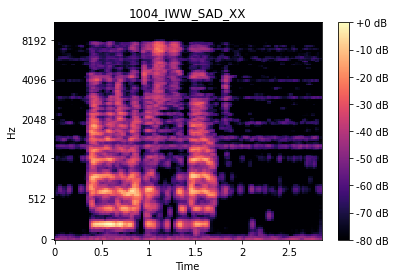 1004_IWW_SAD_XX
8192
4096
2048
1024
512
0
Hz
0 0.5 1 1.5 2 2.5
Time
+0 dB
-10 dB
-20 dB
-30 dB
-40 dB
-50 dB
-60 dB
-70 dB
-80 dB